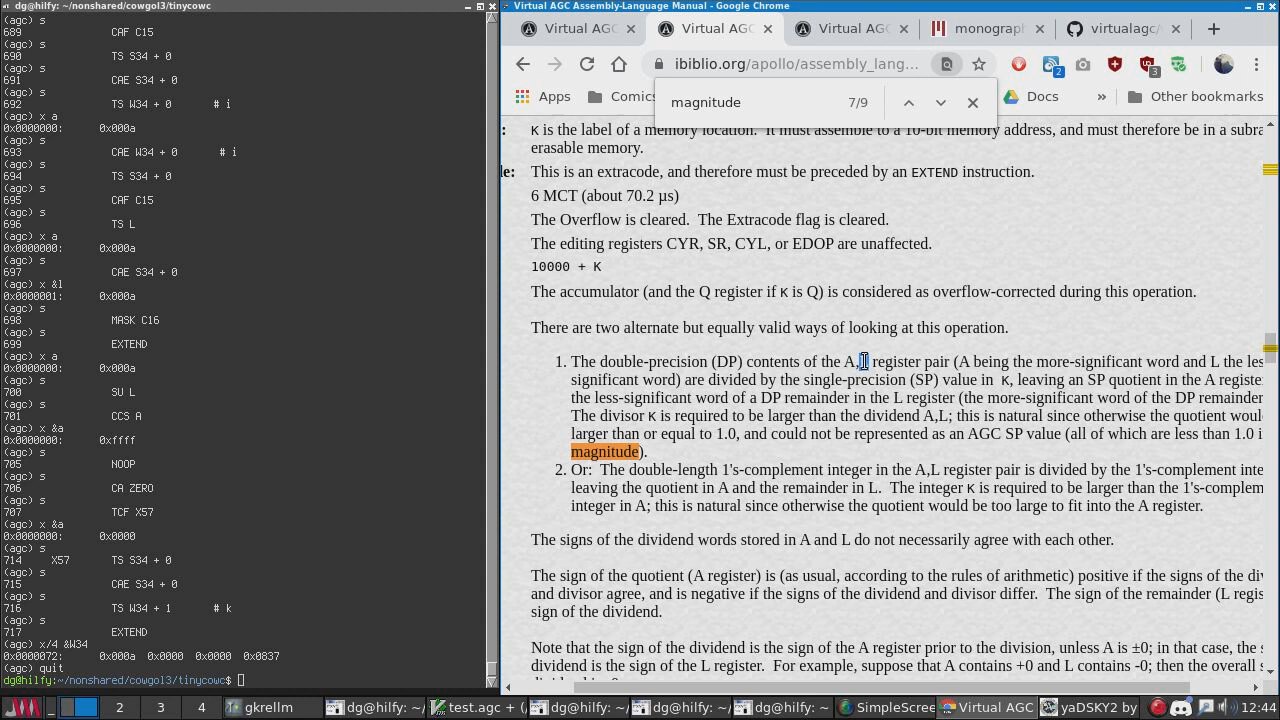 dg@hilfy: ~/nonshared/cowgol3/tinycowc
(agc) s
689 CAF C15
(agc) s
690 TS S34 + 0
(agc) s
691 CAE S34 + 0
(agc) s
692 TS W34 + 0 # i
(agc) x a
0x0000000: 0x000a
(agc) s
693 CAE W34 + 0 # i
(agc) s
694 TS S34 + 0
(agc) s
695 CAF C15
(agc) s
696 TS L
(agc) x a
0x0000000: 0x000a
(agc) s
697 CAE S34 + 0
(agc) x &l
0x0000001: 0x000a
(agc) s
698 MASK C16
(agc) s
699 EXTEND
(agc) x a
0x0000000: 0x000a
(agc) s
700 SU L
(agc) s
701 CCS A
(agc) x &a
0x0000000: 0xffff
(agc) s
705 NOOP
(agc) s
706 CA ZERO
(agc) s
707 TCF X57
(agc) x &a
0x0000000: 0x0000
(agc) s
714 X57 TS S34 + 0
(agc) s
715 CAE S34 + 0
(agc) s
716 TS W34 + 1 # k
(agc) s
717 EXTEND
(agc) x/4 &W34
0x0000072: 0x000a 0x0000 0x0000 0x0837
(agc) quit
dg@hilfy:~/nonshared/cowgol3/tinycowc$
Virtual AGC Assembly-Language Manual - Google Chrome
Virtual AGC
Virtual AGC
Virtual AGC
monograph
virtualagc/v
ibiblio.org/apollo/assembly_lang...
2
3
Apps
Comics
Docs
»
Other bookmarks
magnitude 7/9
: K is the label of a memory location. It must assemble to a 10-bit memory address, and must therefore be in a subra
erasable memory.
le: This is an extracode, and therefore must be preceded by an EXTEND instruction.
6 MCT (about 70.2 µs)
The Overflow is cleared. The Extracode flag is cleared.
The editing registers CYR, SR, CYL, or EDOP are unaffected.
10000 + K
The accumulator (and the Q register if K is Q) is considered as overflow-corrected during this operation.
There are two alternate but equally valid ways of looking at this operation.
1. The double-precision (DP) contents of the A,L register pair (A being the more-significant word and L the les
significant word) are divided by the single-precision (SP) value in K, leaving an SP quotient in the A registe
the less-significant word of a DP remainder in the L register (the more-significant word of the DP remainder
The divisor K is required to be larger than the dividend A,L; this is natural since otherwise the quotient woul
larger than or equal to 1.0, and could not be represented as an AGC SP value (all of which are less than 1.0 i
magnitude).
2. Or: The double-length 1's-complement integer in the A,L register pair is divided by the 1's-complement inte
leaving the quotient in A and the remainder in L. The integer K is required to be larger than the 1's-complem
integer in A; this is natural since otherwise the quotient would be too large to fit into the A register.
The signs of the dividend words stored in A and L do not necessarily agree with each other.
The sign of the quotient (A register) is (as usual, according to the rules of arithmetic) positive if the signs of the div
and divisor agree, and is negative if the signs of the dividend and divisor differ. The sign of the remainder (L regis
sign of the dividend.
Note that the sign of the dividend is the sign of the A register prior to the division, unless A is ±0; in that case, the s
dividend is the sign of the L register. For example, suppose that A contains +0 and L contains -0; then the overall s
2
3
4
gkrellm
dg@hilfy: ~
test.agc + (
dg@hilfy: ~
dg@hilfy: ~
dg@hilfy: ~
SimpleScree
Virtual AGC
yaDSKY2 by
12:44